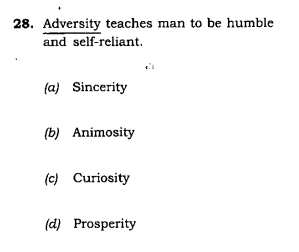 28. Adversity teaches man to be humble
and self-reliant.
(a) Sincerity
(b) Animosity
(c) Curiosity
(d) Prosperity